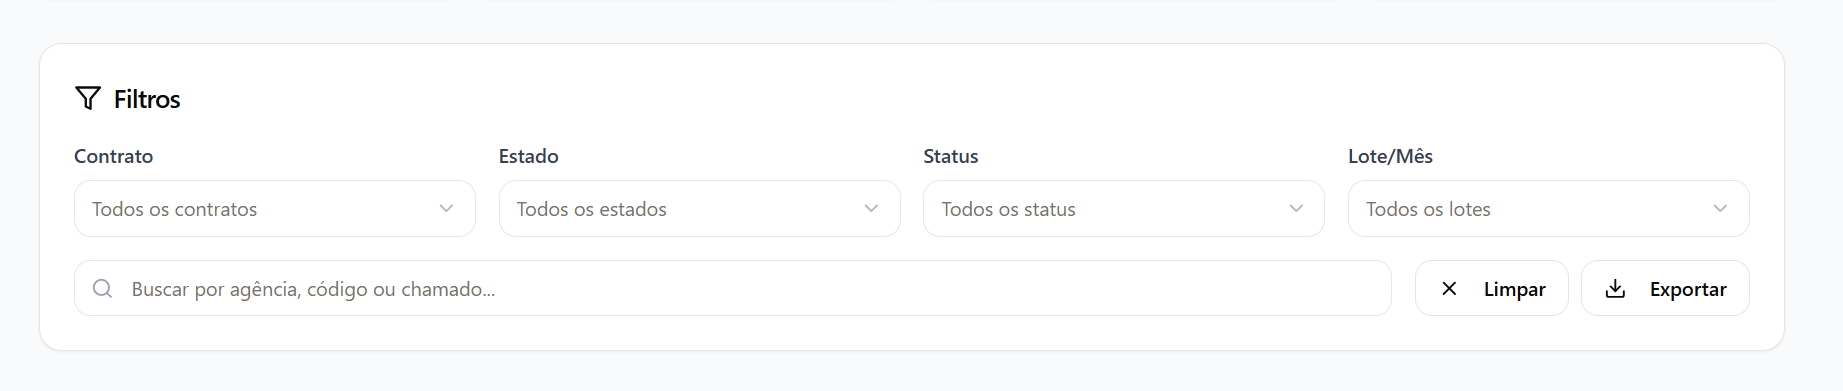 Filtros
Contrato
Estado
Status
Lote/Mês
Todos os contratos
Todos os estados
Todos os status
Todos os lotes
Buscar por agência, código ou chamado...
Limpar
Exportar